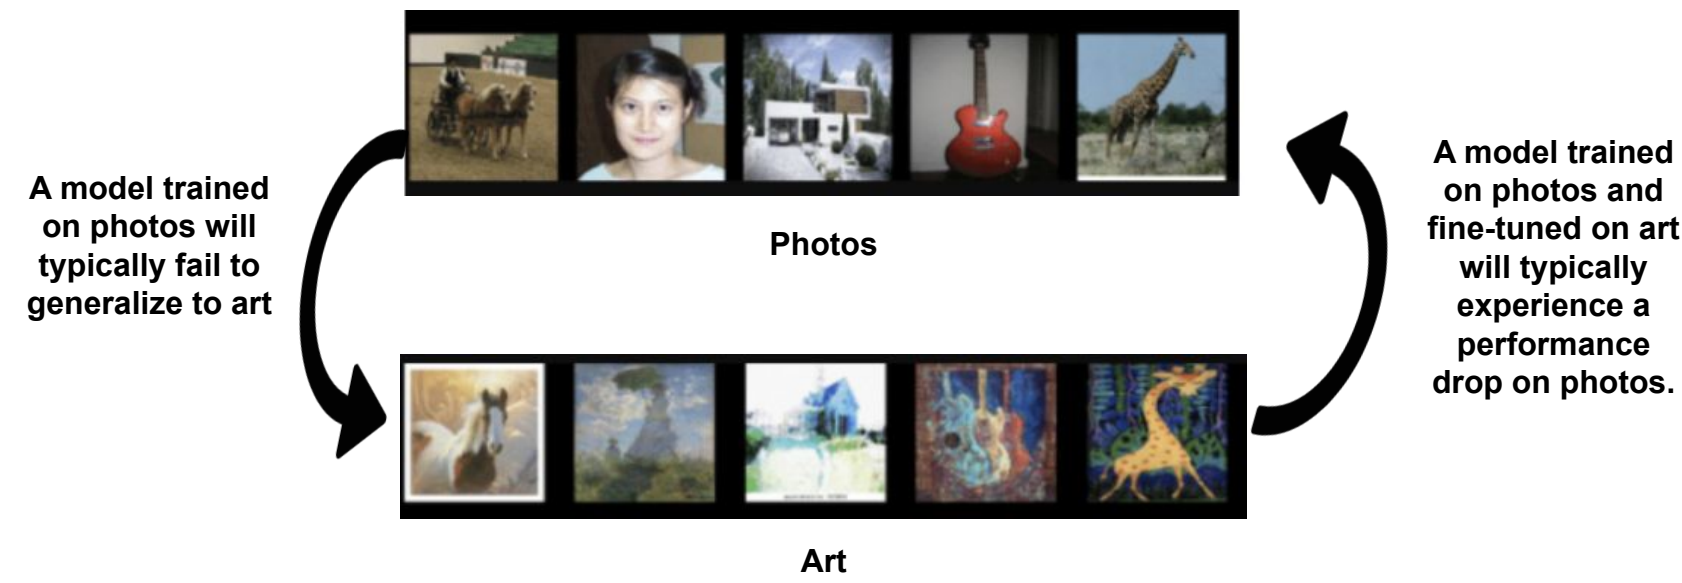 A model trained
on photos will
typically fail to
generalize to art
Photos
A model trained
on photos and
fine-tuned on art
will typically
experience a
performance
drop on photos.
Art